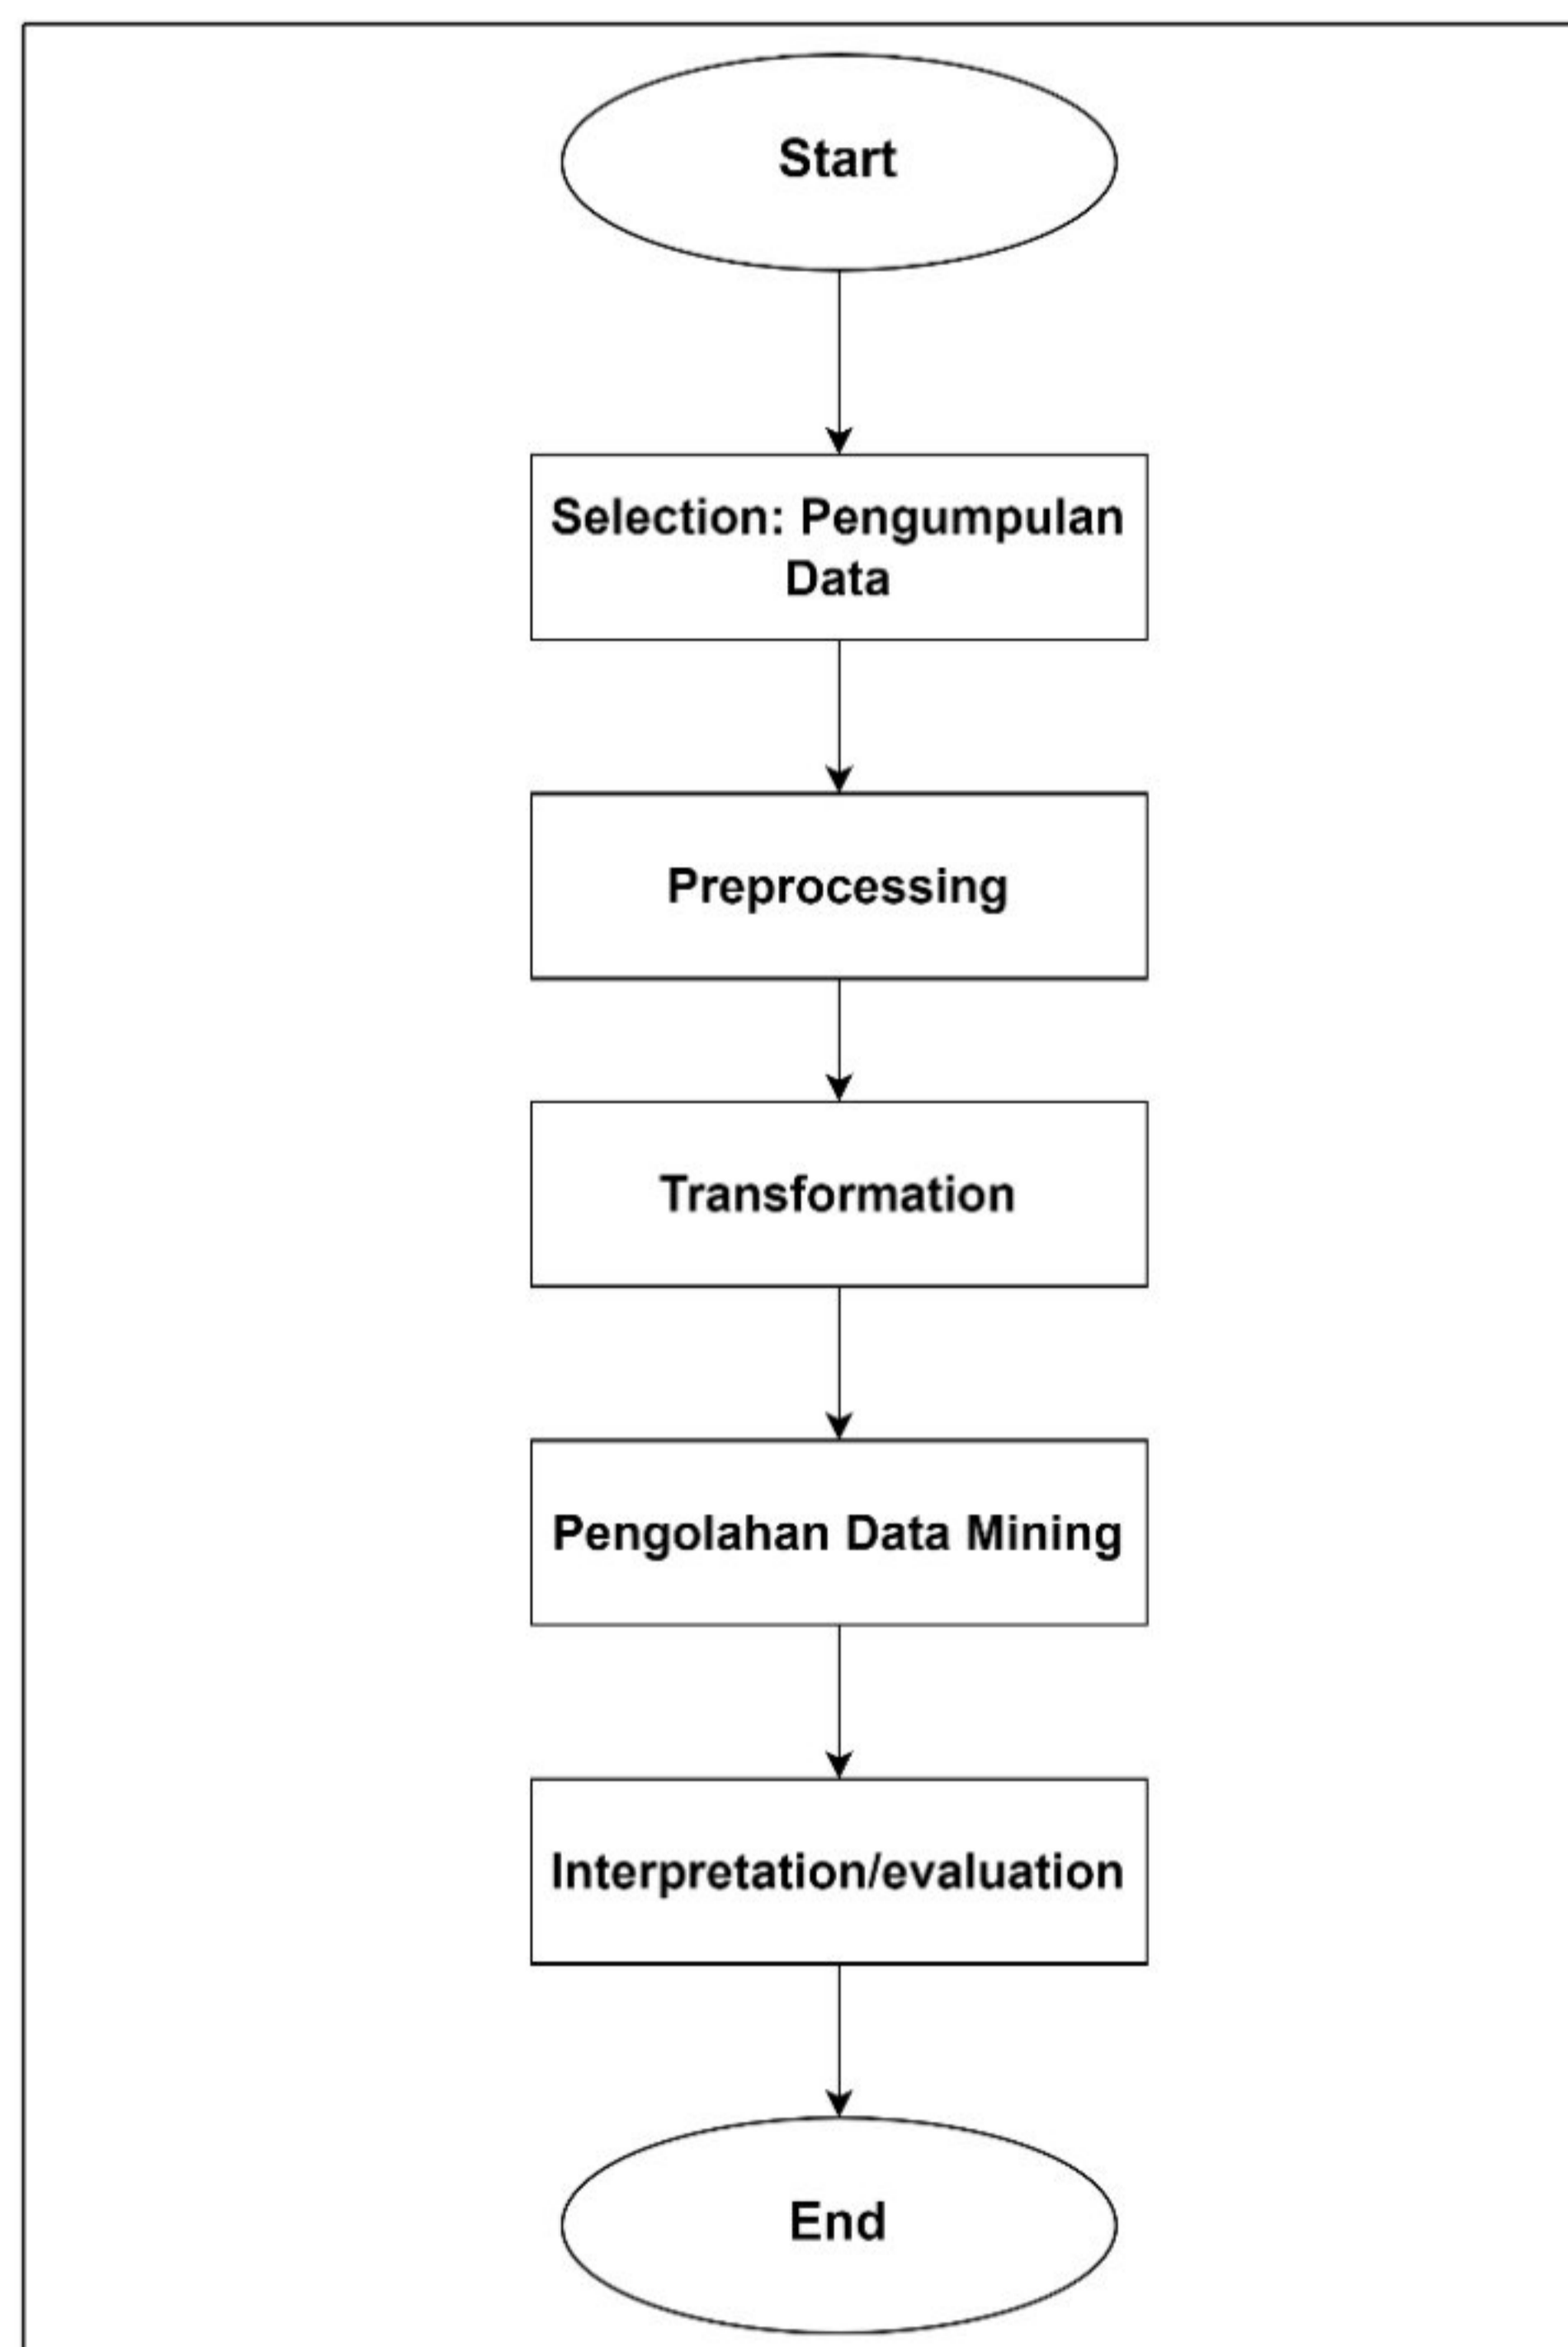 Start
Selection: Pengumpulan
Data
Preprocessing
Transformation
Pengolahan Data Mining
Interpretation/evaluation
End